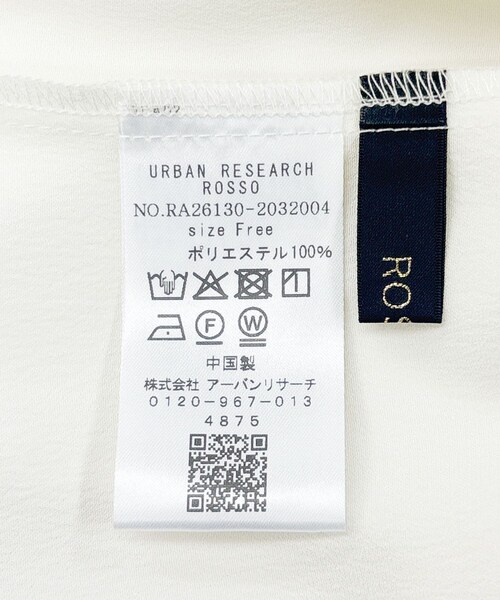 URBAN RESEARCH
ROSSO
NO.RA26130-2032004
size Free
ポリエステル100%
F
W
中国製
株式会社 アーバンリサーチ
0120-967-013
4875
ROS